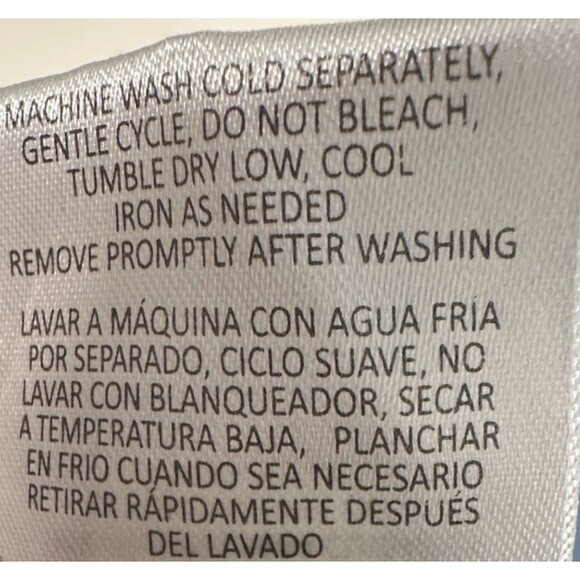 MACHINE WASH COLD SEPARATELY,
GENTLE CYCLE, DO NOT BLEACH,
TUMBLE DRY LOW, COOL
IRON AS NEEDED
REMOVE PROMPTLY AFTER WASHING
LAVAR A MÁQUINA CON AGUA FRÍA
POR SEPARADO, CICLO SUAVE, NO
LAVAR CON BLANQUEADOR, SECAR
A TEMPERATURA BAJA, PLANCHAR
EN FRIO CUANDO SEA NECESARIO
RETIRAR RÁPIDAMENTE DESPUÉS
DEL LAVADO